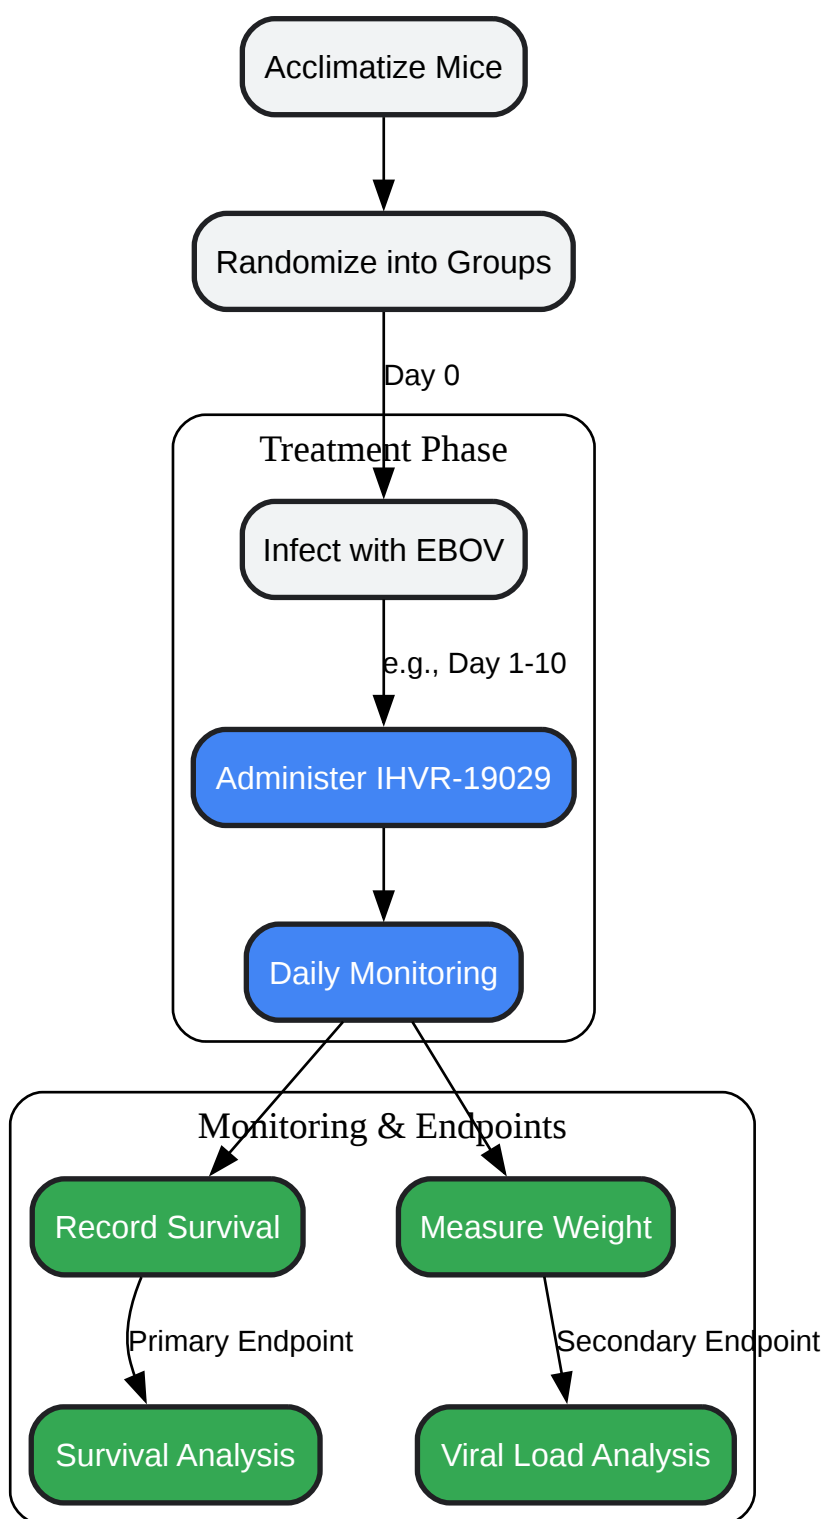 Acclimatize Mice
Randomize into Groups
Day 0
Treatment Phase
Infect with EBOV
e.g., Day 1-10
Administer IHVR-19029
Daily Monitoring
Monitoring & Endpoints
Record Survival
Measure Weight
Primary Endpoint
Secondary Endpoint
Survival Analysis
Viral Load Analysis